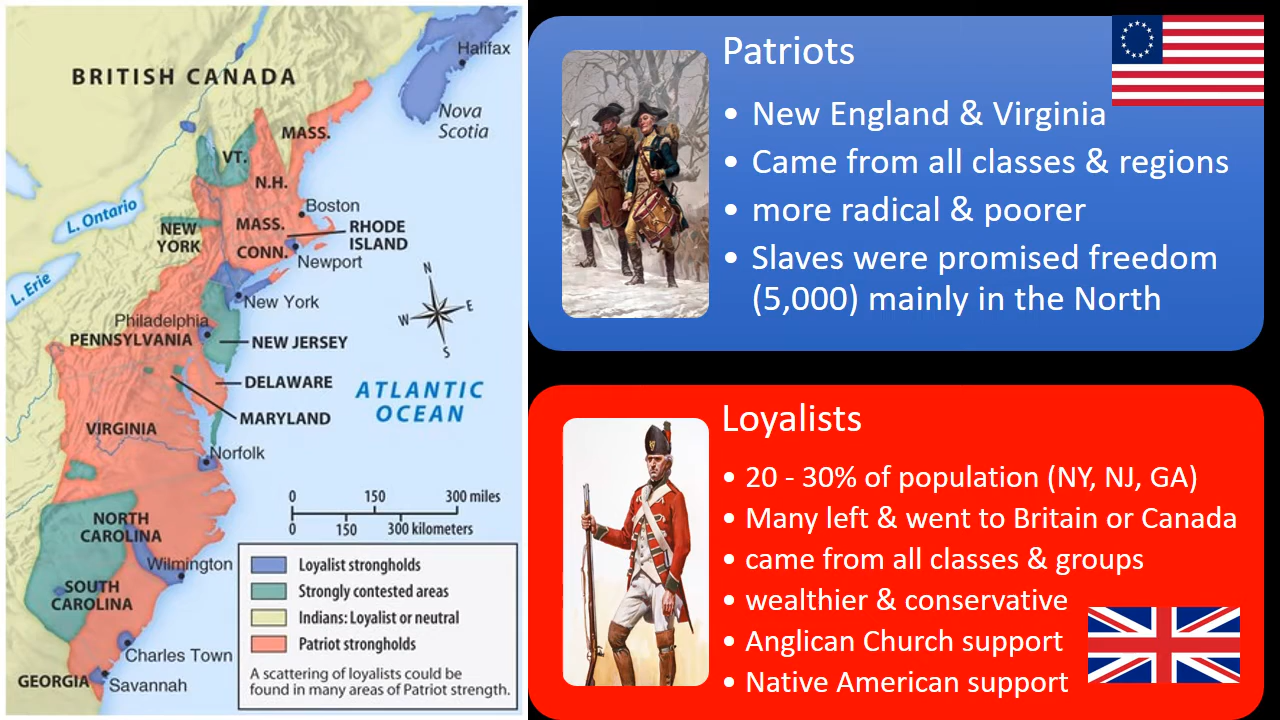 BRITISH CANADA
Halifax
Nova
Scotia
MASS.
VT.
N.H.
Boston
L. Ontario
NEW
YORK
MASS.
RHODE
ISLAND
CONN.
Newport
L. Erie
New York
N
W
E
S
Philadelphia
PENNSYLVANIA
NEW JERSEY
DELAWARE
ATLANTIC
OCEAN
MARYLAND
VIRGINIA
Norfolk
0 150 300 miles
0 150 300 kilometers
NORTH
CAROLINA
Wilmington
SOUTH
CAROLINA
Charles Town
GEORGIA
Savannah
Loyalist strongholds
Strongly contested areas
Indians: Loyalist or neutral
Patriot strongholds
A scattering of loyalists could be
found in many areas of Patriot strength.
Patriots
• New England & Virginia
• Came from all classes & regions
• more radical & poorer
• Slaves were promised freedom
(5,000) mainly in the North
Loyalists
• 20 - 30% of population (NY, NJ, GA)
• Many left & went to Britain or Canada
• came from all classes & groups
• wealthier & conservative
• Anglican Church support
• Native American support